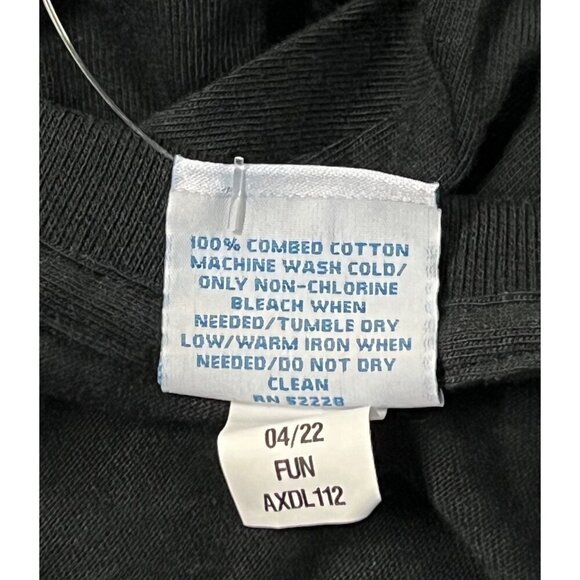 100% COMBED COTTON
MACHINE WASH COLD/
ONLY NON-CHLORINE
BLEACH WHEN
NEEDED/TUMBLE DRY
LOW/WARM IRON WHEN
NEEDED/DO NOT DRY
CLEAN
RN 52228
04/22
FUN
AXDL112